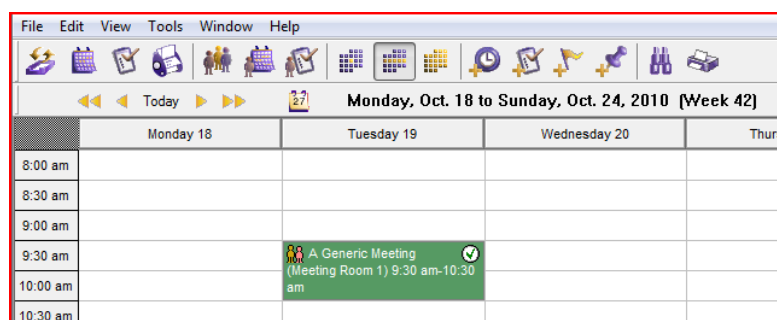 File Edit View Tools Window Help
Today 27 Monday, Oct. 18 to Sunday, Oct. 24, 2010 (Week 42)
Monday 18 Tuesday 19 Wednesday 20 Thur
8:00 am
8:30 am
9:00 am
9:30 am
A Generic Meeting
(Meeting Room 1) 9:30 am-10:30
am
10:00 am
10:30 am